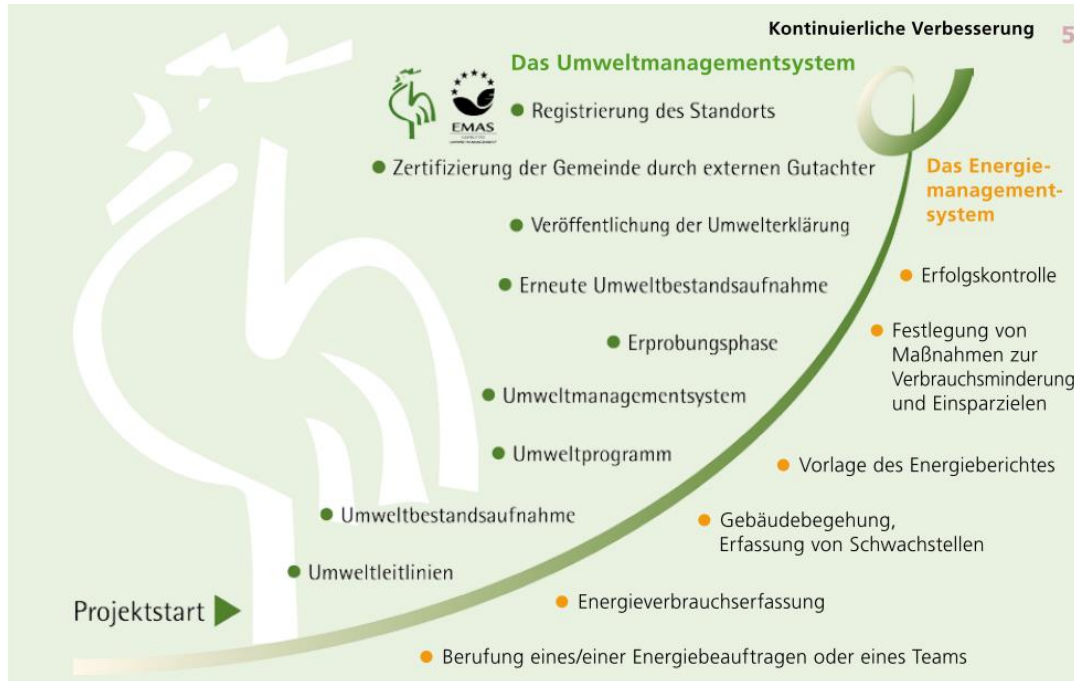 Kontinuierliche Verbesserung
5
Das Umweltmanagementsystem
EMAS
Registrierung des Standorts
Zertifizierung der Gemeinde durch externen Gutachter
Veröffentlichung der Umwelterklärung
Erneute Umweltbestandsaufnahme
Erprobungsphase
Umweltmanagementsystem
Umweltprogramm
Umweltbestandsaufnahme
Umweltleitlinien
Projektstart
Das Energie-
management-
system
Erfolgskontrolle
Festlegung von
Maßnahmen zur
Verbrauchsminderung
und Einsparzielen
Vorlage des Energieberichtes
Gebäudebegehung,
Erfassung von Schwachstellen
Energieverbrauchserfassung
Berufung eines/einer Energiebeauftragen oder eines Teams